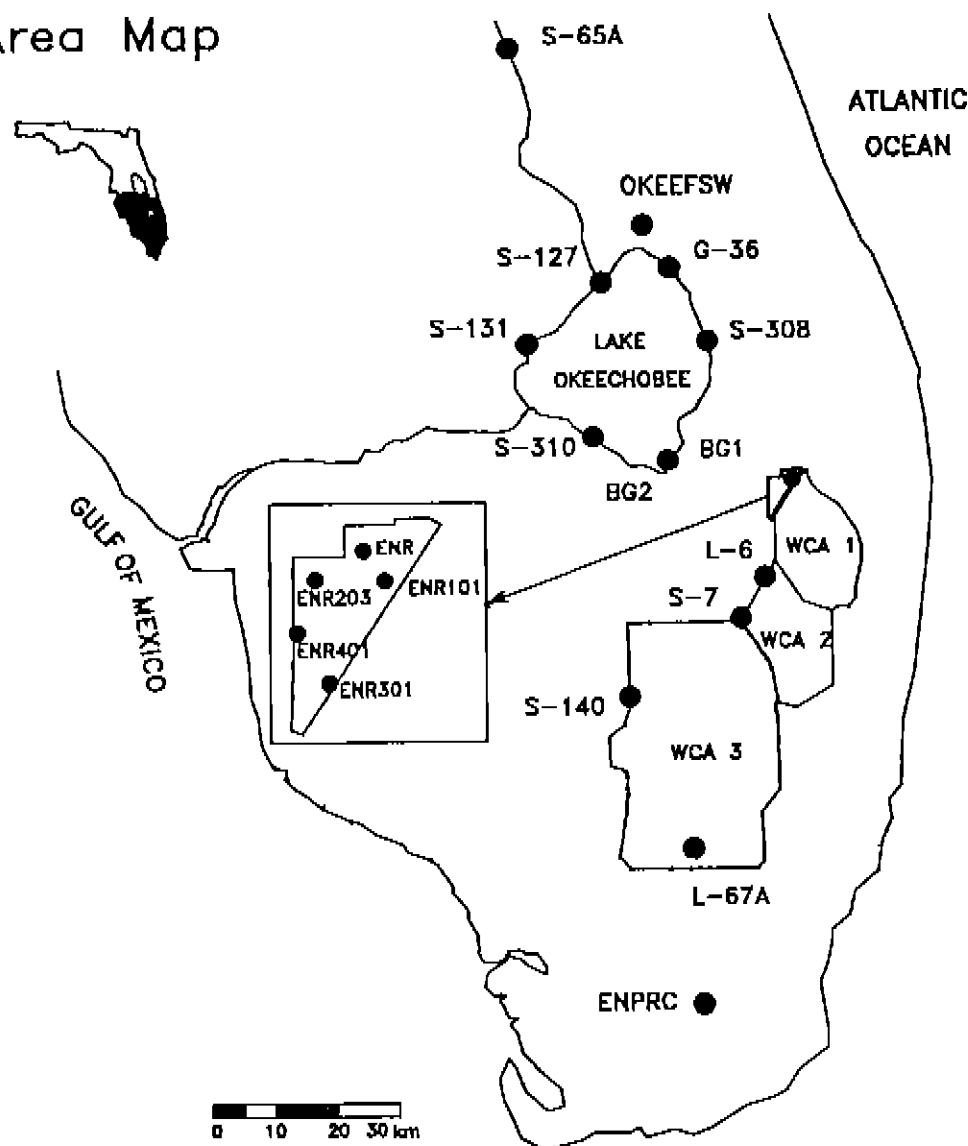 Area Map
S-65A
ATLANTIC
OCEAN
OKEEFSW
S-127
G-36
S-131
S-308
LAKE
OKEECHOBEE
S-310
BG1
BG2
GULF OF MEXICO
WCA 1
L-6
ENR
ENR203
ENR101
S-7
WCA 2
ENR401
ENR301
S-140
WCA 3
L-67A
ENPRC
0 10 20 30 km